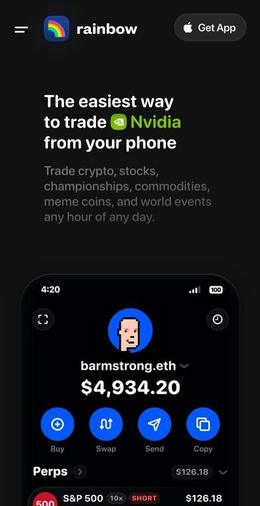 rainbow
Get App
The easiest way
to trade Nvidia
from your phone
Trade crypto, stocks,
championships, commodities,
meme coins, and world events
any hour of any day.
4:20
100
barmstrong.eth
$4,934.20
Buy
Swap
Send
Copy
Perps
$126.18
500
S&P 500 10x SHORT
$126.18